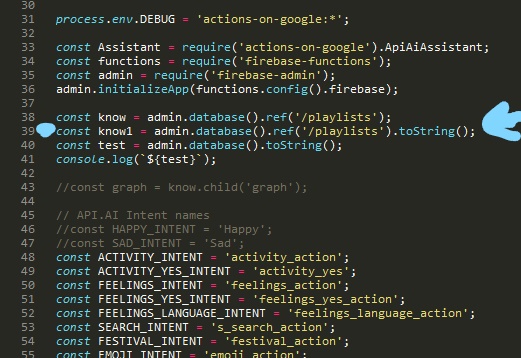 30
31 process.env.DEBUG = 'actions-on-google:*';
32
33 const Assistant = require('actions-on-google').ApiAiAssistant;
34 const functions = require('firebase-functions');
35 const admin = require('firebase-admin');
36 admin.initializeApp(functions.config().firebase);
37
38 const know = admin.database().ref('/playlists');
39 const know1 = admin.database().ref('/playlists').toString();
40 const test = admin.database().toString();
41 console.log(`${test}`);
42
43 //const graph = know.child('graph');
44
45 // API.AI Intent names
46 //const HAPPY_INTENT = 'Happy';
47 //const SAD_INTENT = 'Sad';
48 const ACTIVITY_INTENT = 'activity_action';
49 const ACTIVITY_YES_INTENT = 'activity_yes';
50 const FEELINGS_INTENT = 'feelings_action';
51 const FEELINGS_YES_INTENT = 'feelings_yes_action';
52 const FEELINGS_LANGUAGE_INTENT = 'feelings_language_action';
53 const SEARCH_INTENT = 's_search_action';
54 const FESTIVAL_INTENT = 'festival_action';
55 const EMOJI_INTENT = 'emoji_action';